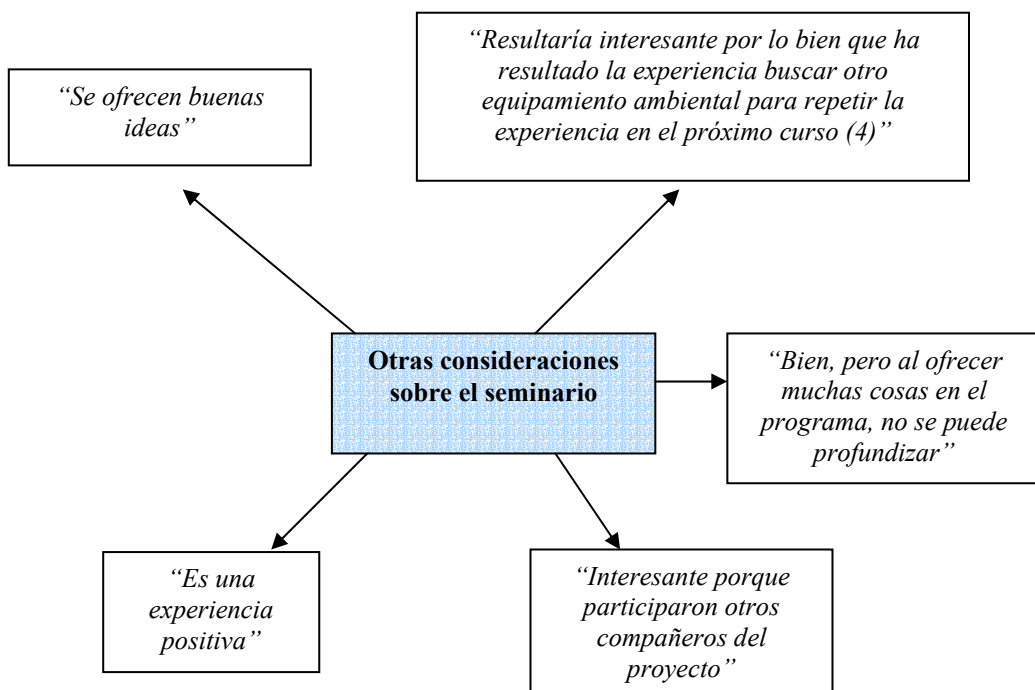 “Resultaría interesante por lo bien que ha
resultado la experiencia buscar otro
equipamiento ambiental para repetir la
experiencia en el próximo curso (4)”
“Se ofrecen buenas
ideas”
Otras consideraciones
sobre el seminario
“Bien, pero al ofrecer
muchas cosas en el
programa, no se puede
profundizar”
“Es una
experiencia
positiva”
“Interesante porque
participaron otros
compañeros del
proyecto”